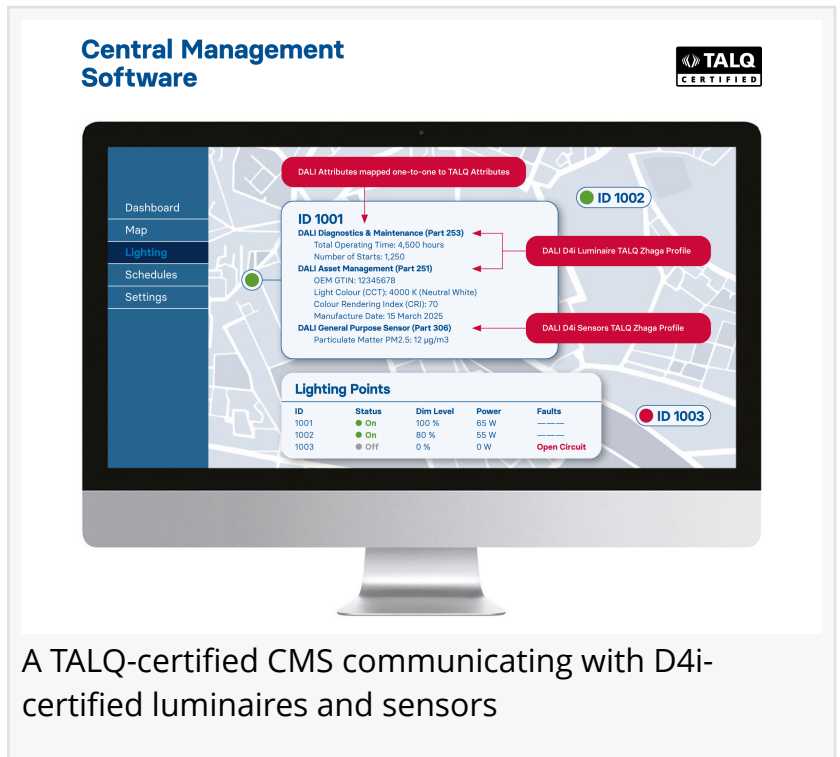 Central Management
Software
TALQ
CERTIFIED
Dashboard
Map
Lighting
Schedules
Settings
DALI Attributes mapped one-to-one to TALQ Attributes
ID 1002
ID 1001
DALI Diagnostics & Maintenance (Part 253)
Total Operating Time: 4,500 hours
Number of Starts: 1,250
DALI Asset Management (Part 251)
OEM GTIN: 12345678
Light Colour (CCT): 4000 K (Neutral White)
Colour Rendering Index (CRI): 70
Manufacture Date: 15 March 2025
DALI General Purpose Sensor (Part 306)
Particulate Matter PM2.5: 12 µg/m3
DALI D4i Luminaire TALQ Zhaga Profile
DALI D4i Sensors TALQ Zhaga Profile
Lighting Points
ID Status Dim Level Power Faults
1001 On 100 % 65 W ———
1002 On 80 % 55 W ———
1003 Off 0 % 0 W Open Circuit
ID 1003
A TALQ-certified CMS communicating with D4i-
certified luminaires and sensors